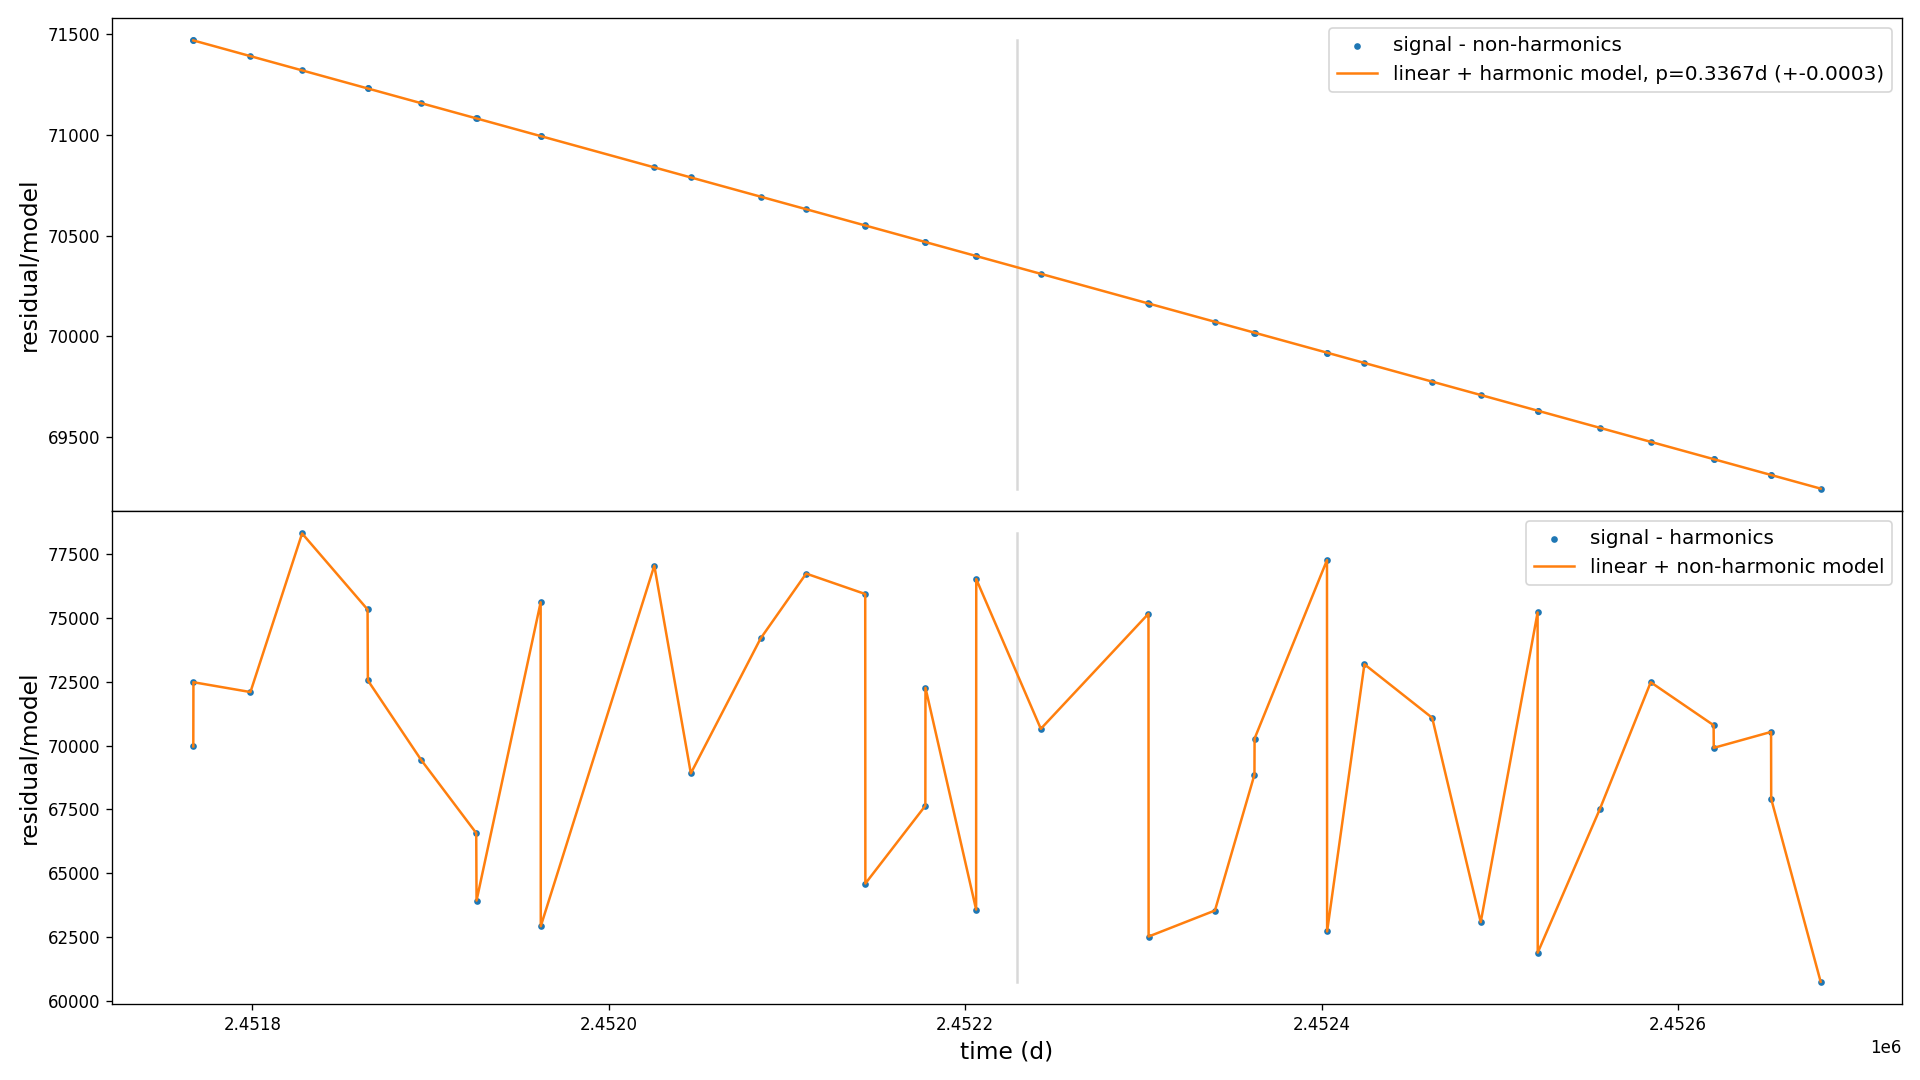 71500
71000
70500
70000
69500
residual/model
signal - non-harmonics
linear + harmonic model, p=0.3367d (+-0.0003)
77500
75000
72500
70000
67500
65000
62500
60000
residual/model
signal - harmonics
linear + non-harmonic model
2.4518
2.4520
2.4522
2.4524
2.4526
1e6
time (d)